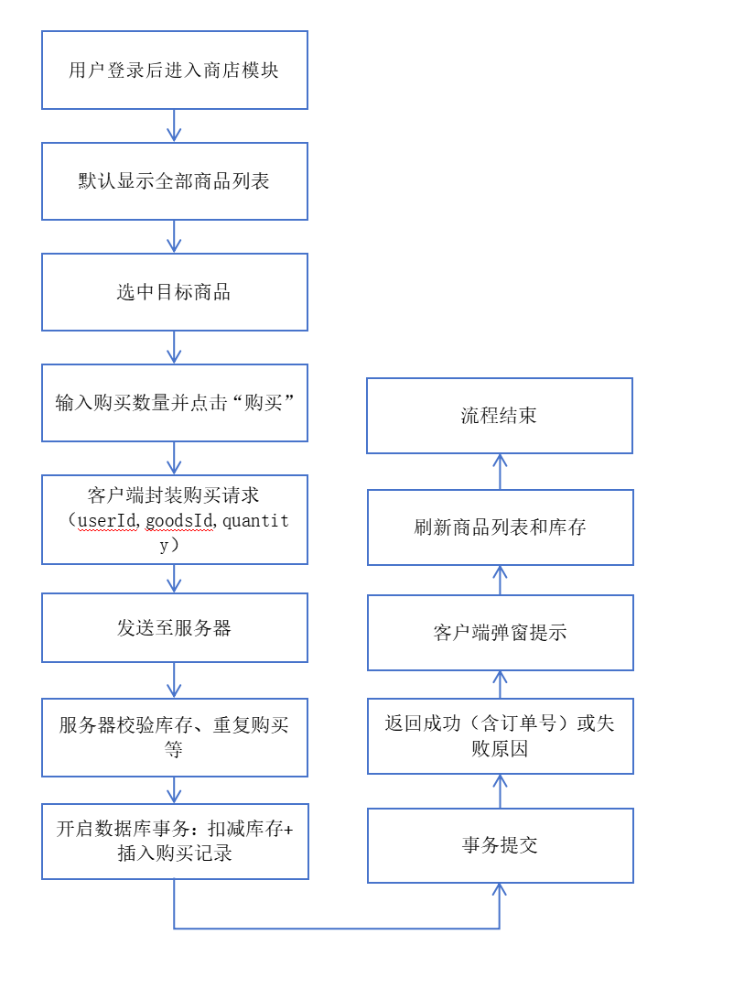 用户登录后进入商店模块
默认显示全部商品列表
选中目标商品
输入购买数量并点击“购买”
客户端封装购买请求
（userId,goodsId,quantit
y）
发送至服务器
服务器校验库存、重复购买
等
开启数据库事务：扣减库存+
插入购买记录
事务提交
返回成功（含订单号）或失
败原因
客户端弹窗提示
刷新商品列表和库存
流程结束